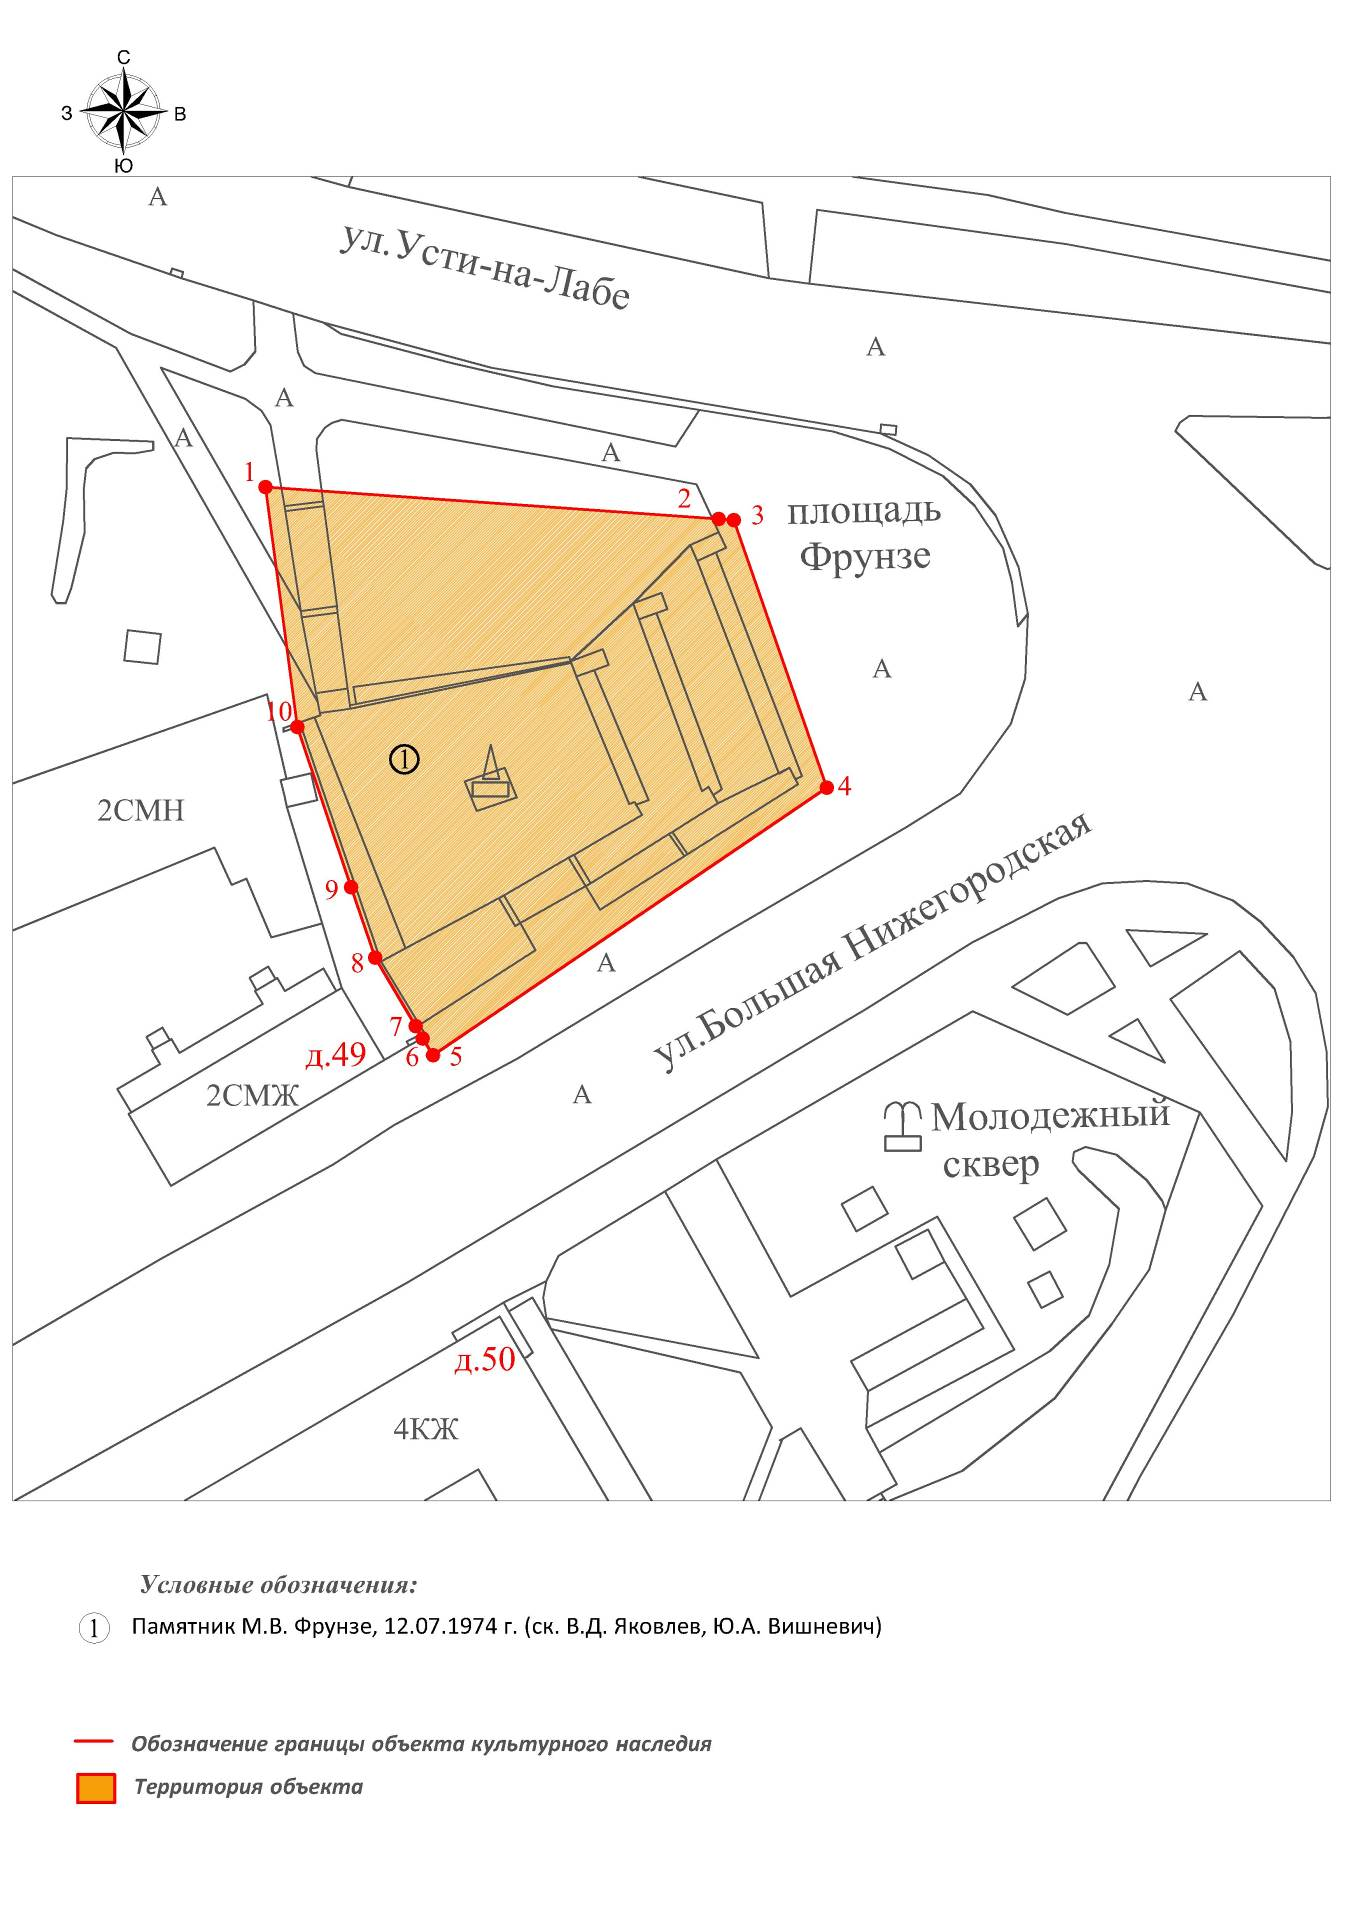 С
З
В
Ю
А
ул.Усти-на-Лабе
А
А
А
А
1
2
3
площадь
Фрунзе
А
А
10
1
4
2СМН
9
ул.Большая Нижегородская
8
А
7
д.49
6
5
2СМЖ
А
Молодежный
сквер
д.50
4КЖ
Условные обозначения:
1 Памятник М.В. Фрунзе, 12.07.1974 г. (ск. В.Д. Яковлев, Ю.А. Вишневич)
Обозначение границы объекта культурного наследия
Территория объекта